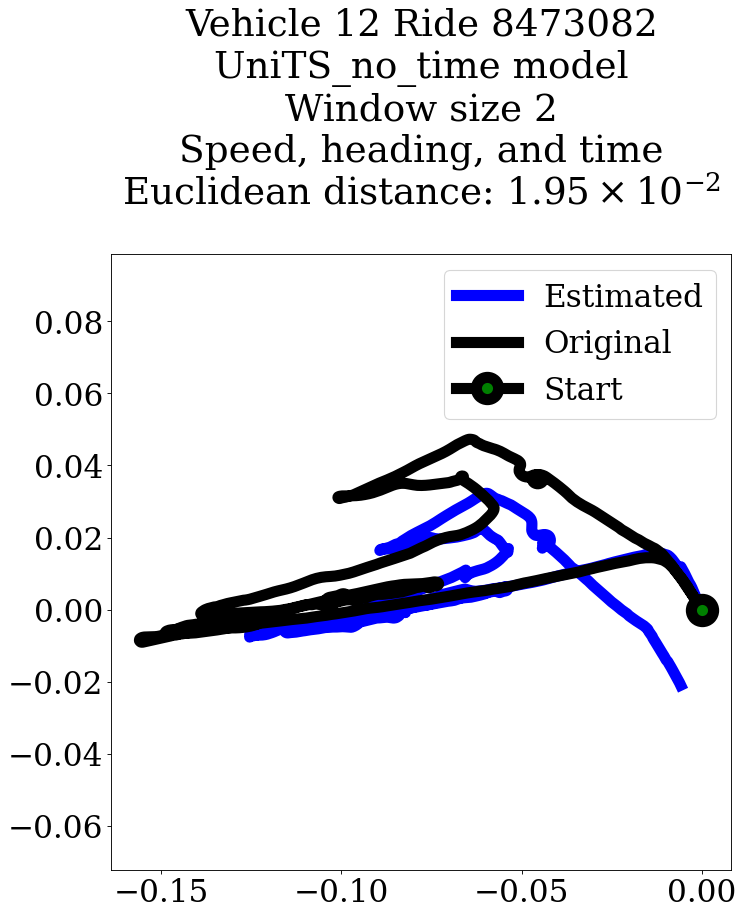 Vehicle 12 Ride 8473082
UniTS_no_time model
Window size 2
Speed, heading, and time
Euclidean distance: 1.95 × 10⁻²
Estimated
Original
Start
0.08
0.06
0.04
0.02
0.00
−0.02
−0.04
−0.06
−0.15
−0.10
−0.05
0.00